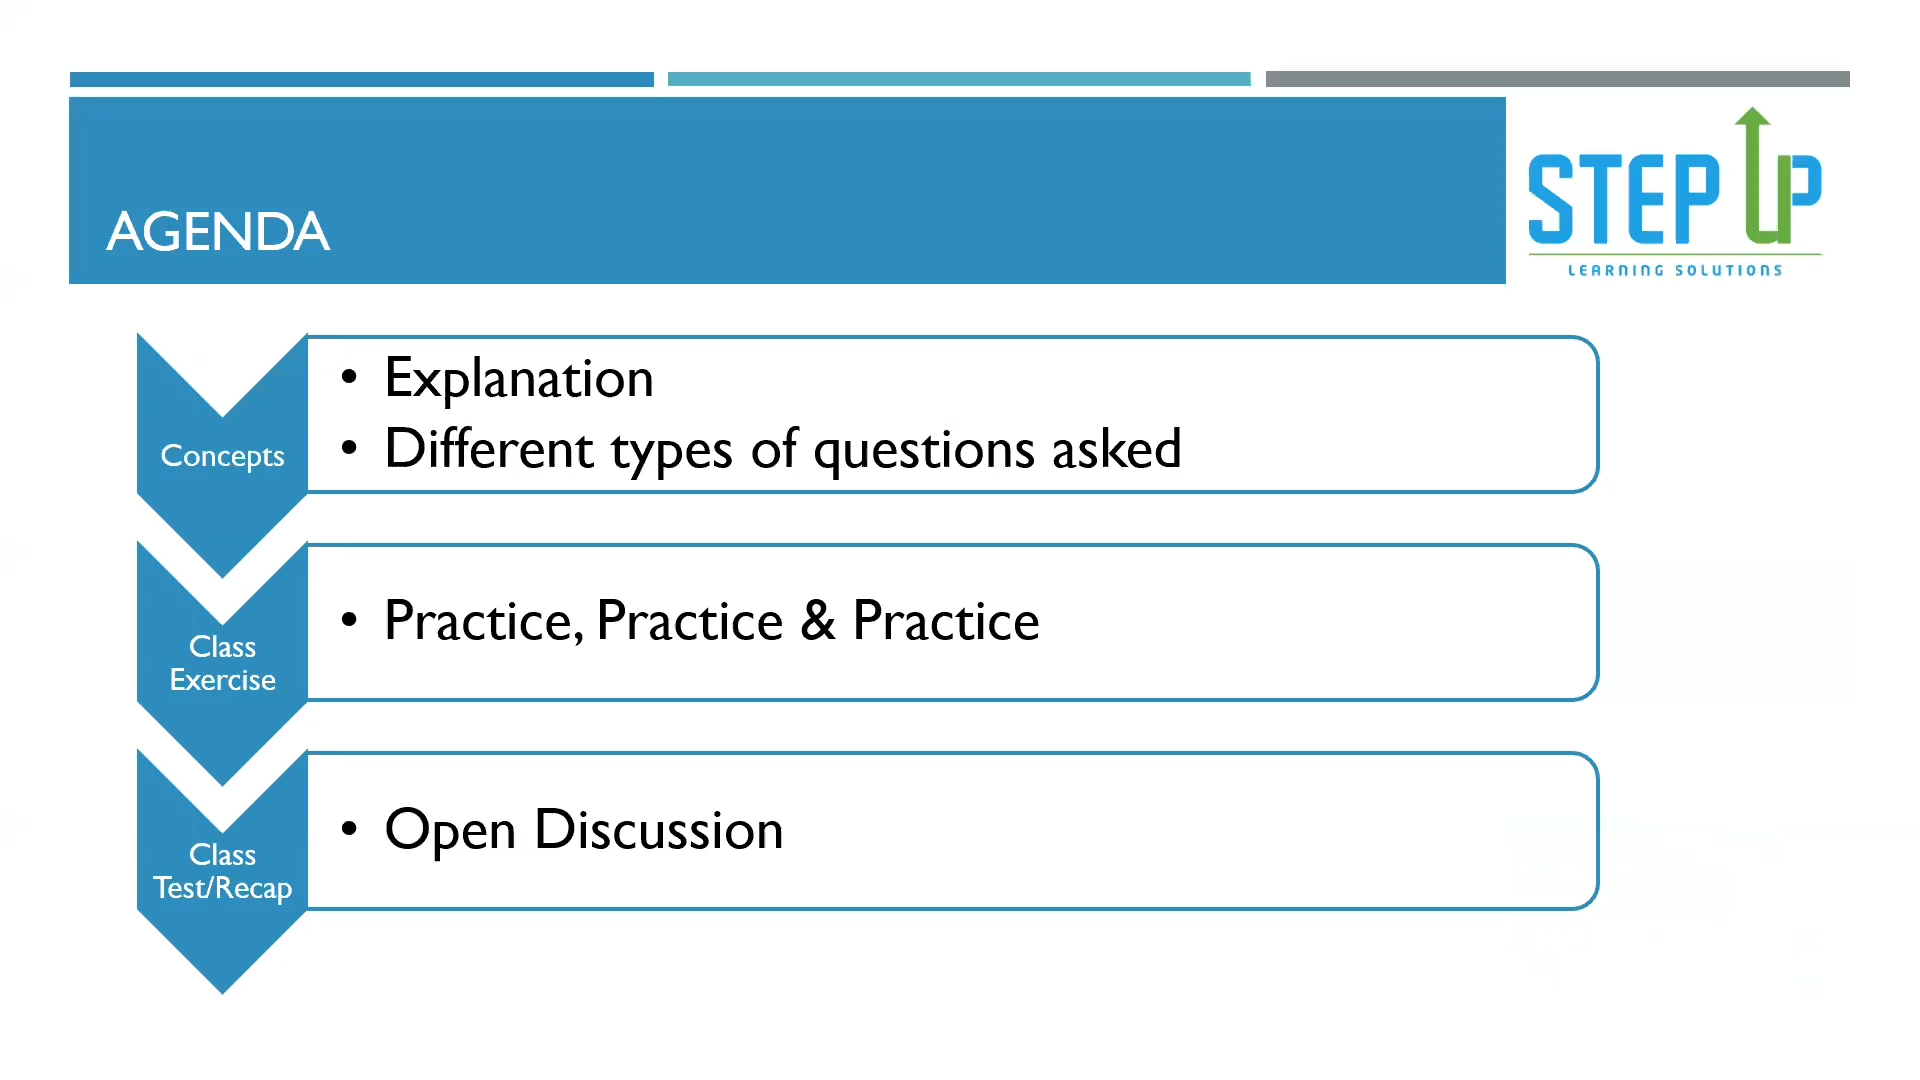 AGENDA
STEP UP
LEARNING SOLUTIONS
Concepts
• Explanation
• Different types of questions asked
Class
Exercise
• Practice, Practice & Practice
Class
Test/Recap
• Open Discussion